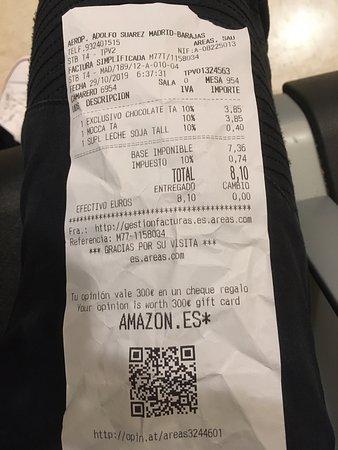 AEROP. ADOLFO SUAREZ MADRID-BARAJAS
TELF.932401515 AREAS, SAU
STB T4 - TPV2 NIF:A-08225013
FACTURA SIMPLIFICADA M77T/1158034
STB T4 - MAD/189/12-A-010-04
FECHA 29/10/2019 6:37:31 TPV01324563
CAMARERO 6954 SALA 0 MESA 954
UDS DESCRIPCION IVA IMPORTE
1 EXCLUSIVO CHOCOLATE TA 10% 3,85
1 MOCCA TA 10% 3,85
1 SUPL LECHE SOJA TALL 10% 0,40
BASE IMPONIBLE 7,36
IMPUESTO 10% 0,74
TOTAL 8,10
ENTREGADO CAMBIO
EFECTIVO EUROS 8,10 0,00
Fra.: http://gestionfacturas.es.areas.com
Referencia: M77-1158034
*** GRACIAS POR SU VISITA ***
es.areas.com
Tu opinión vale 300€ en un cheque regalo
Your opinion is worth 300€ gift card
AMAZON.ES*
http://opin.at/areas3244601